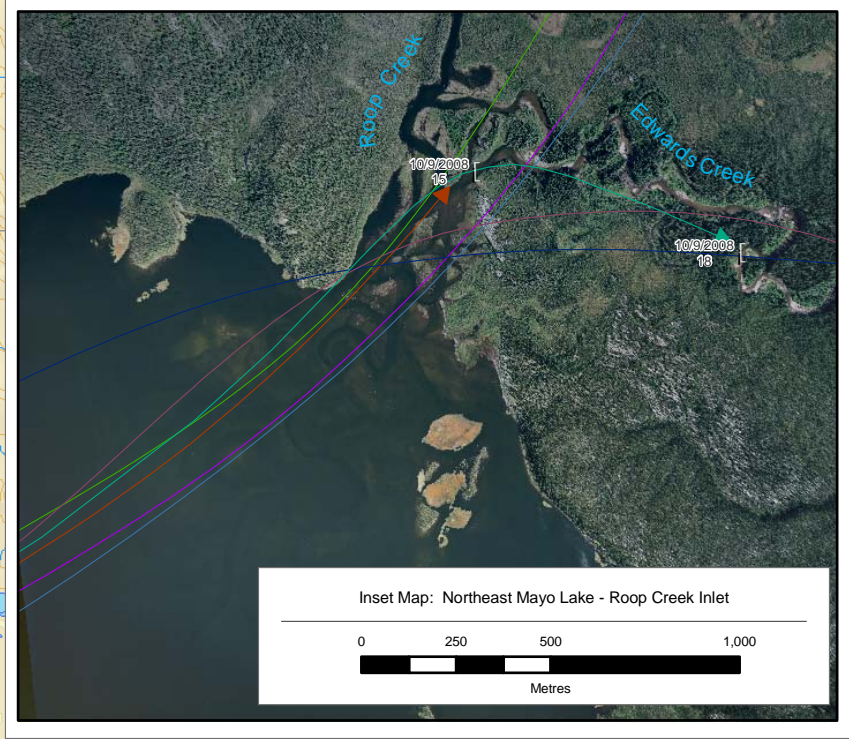 Roop Creek
Edwards Creek
10/9/2008
15
10/9/2008
18
Inset Map: Northeast Mayo Lake - Roop Creek Inlet
0 250 500 1,000
Metres